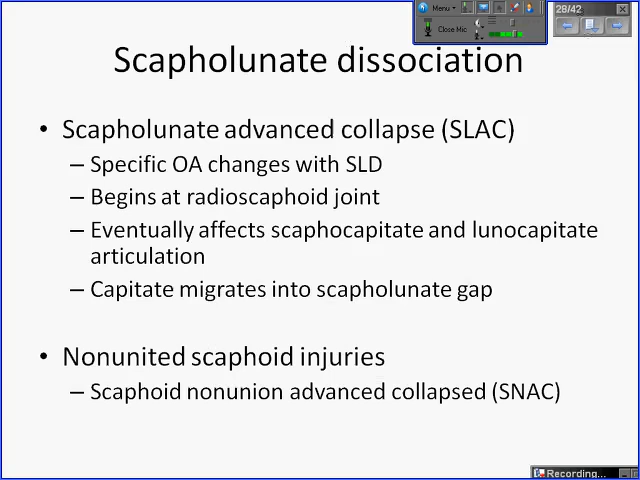 Menu
28/42
Close Mic
Scapholunate dissociation
• Scapholunate advanced collapse (SLAC)
– Specific OA changes with SLD
– Begins at radioscaphoid joint
– Eventually affects scaphocapitate and lunocapitate
articulation
– Capitate migrates into scapholunate gap
• Nonunited scaphoid injuries
– Scaphoid nonunion advanced collapsed (SNAC)
Recording...